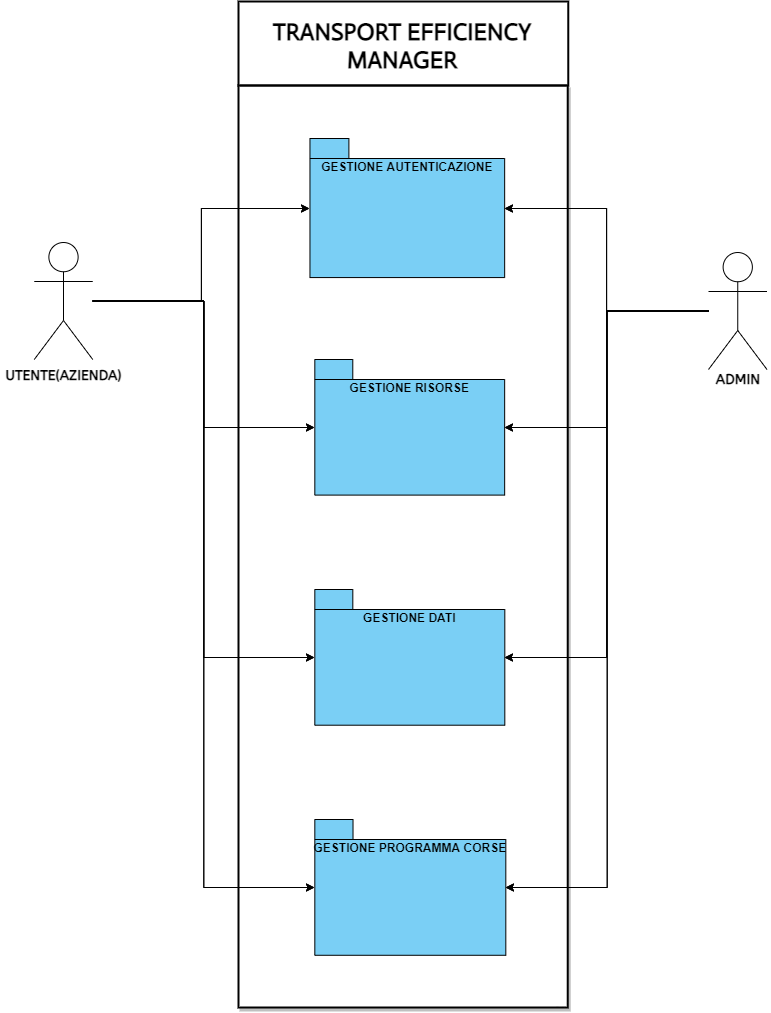 TRANSPORT EFFICIENCY
MANAGER
GESTIONE AUTENTICAZIONE
UTENTE(AZIENDA)
ADMIN
GESTIONE RISORSE
GESTIONE DATI
GESTIONE PROGRAMMA CORSE